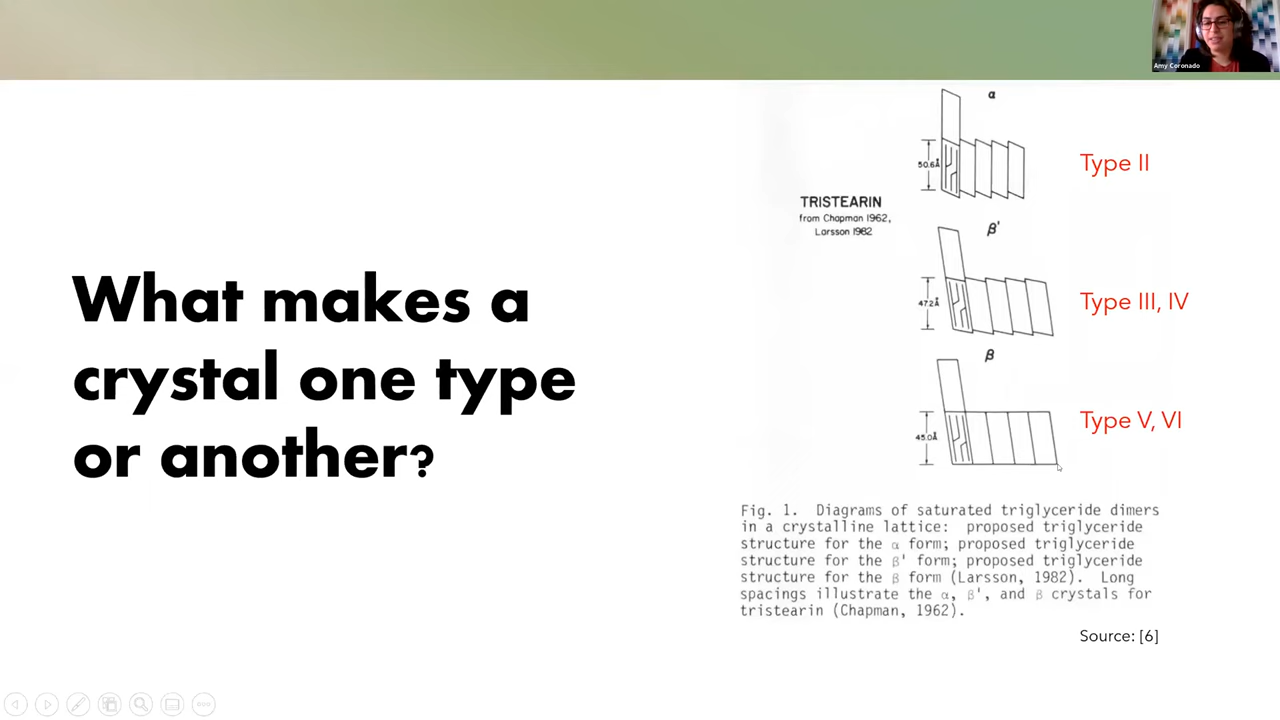 Amy Coronado
What makes a
crystal one type
or another?
TRISTEARIN
from Chapman 1962,
Larsson 1982
α
50.6Å
Type II
β'
47.2Å
Type III, IV
β
45.0Å
Type V, VI
Fig. 1. Diagrams of saturated triglyceride dimers
in a crystalline lattice: proposed triglyceride
structure for the α form; proposed triglyceride
structure for the β' form; proposed triglyceride
structure for the β form (Larsson, 1982). Long
spacings illustrate the α, β', and β crystals for
tristearin (Chapman, 1962).
Source: [6]